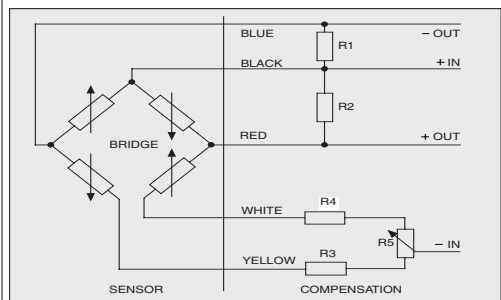 BLUE − OUT
R1
BLACK + IN
R2
BRIDGE RED + OUT
R4
WHITE
R5 − IN
R3
YELLOW
SENSOR COMPENSATION